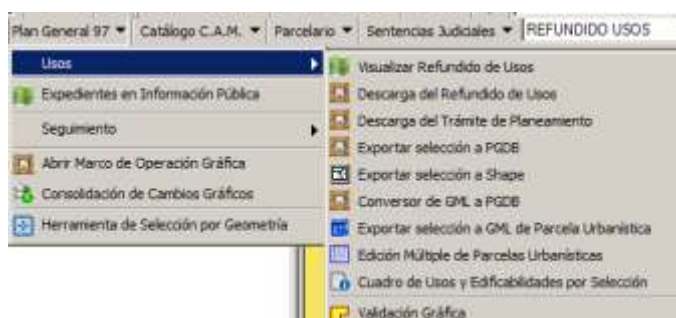 Plan General 97 Catálogo C.A.M. Parcelario Sentencias Judiciales REFUNDIDO USOS
Usos
Expedientes en Información Pública
Seguimiento
Abrir Marco de Operación Gráfica
Consolidación de Cambios Gráficos
Herramienta de Selección por Geometría
Visualizar Refundido de Usos
Descarga del Refundido de Usos
Descarga del Trámite de Planeamiento
Exportar selección a PGDB
Exportar selección a Shape
Conversor de GML a PGDB
Exportar selección a GML de Parcela Urbanística
Edición Múltiple de Parcelas Urbanísticas
Cuadro de Usos y Edificabilidades por Selección
Validación Gráfica